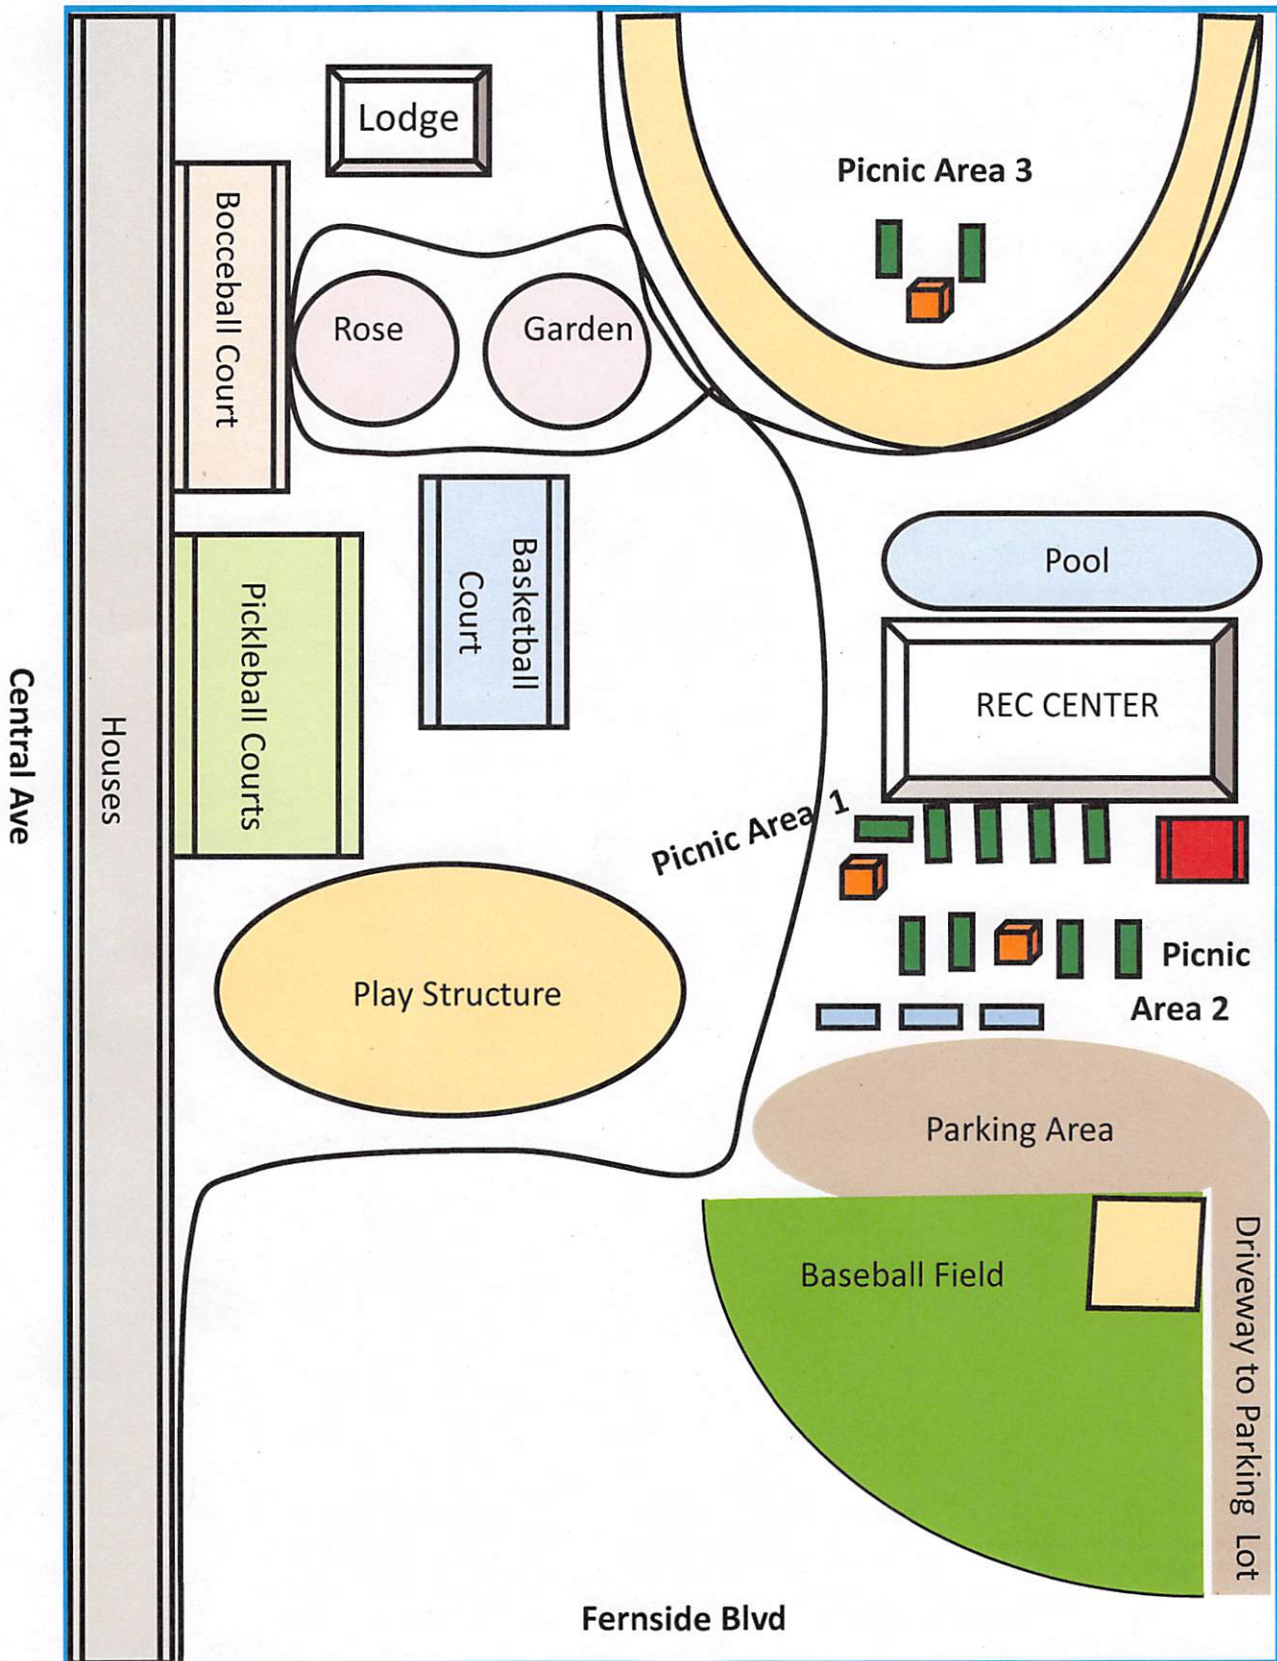 Lodge
Picnic Area 3
Bocceball Court
Rose
Garden
Basketball
Court
Pool
Pickleball Courts
REC CENTER
Central Ave
Houses
Picnic Area 1
Picnic
Area 2
Play Structure
Parking Area
Baseball Field
Driveway to Parking Lot
Fernside Blvd